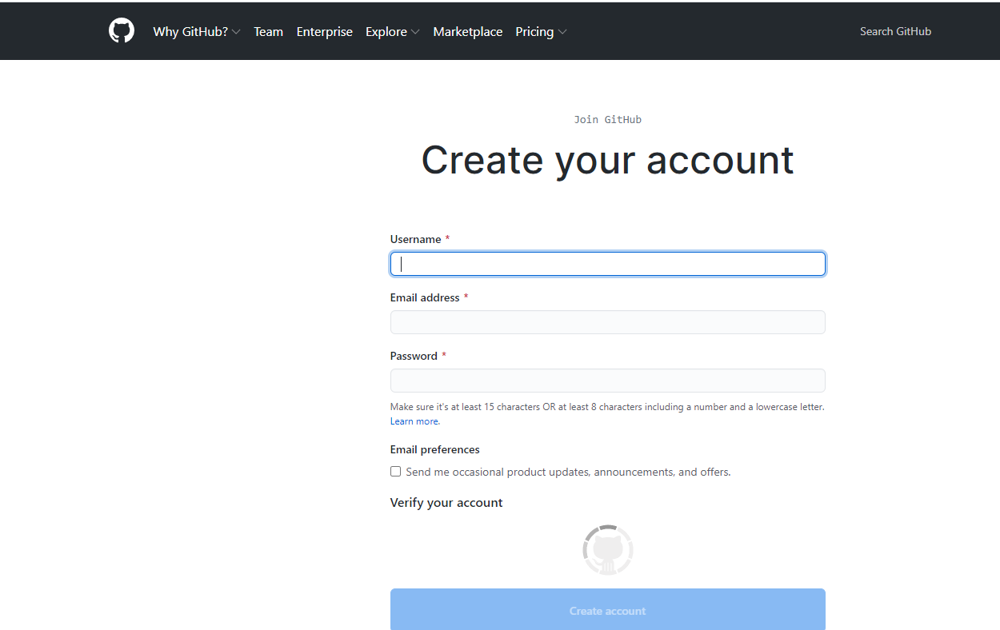 Why GitHub? Team Enterprise Explore Marketplace Pricing Search GitHub
Join GitHub
Create your account
Username *
Email address *
Password *
Make sure it's at least 15 characters OR at least 8 characters including a number and a lowercase letter.
Learn more.
Email preferences
Send me occasional product updates, announcements, and offers.
Verify your account
Create account